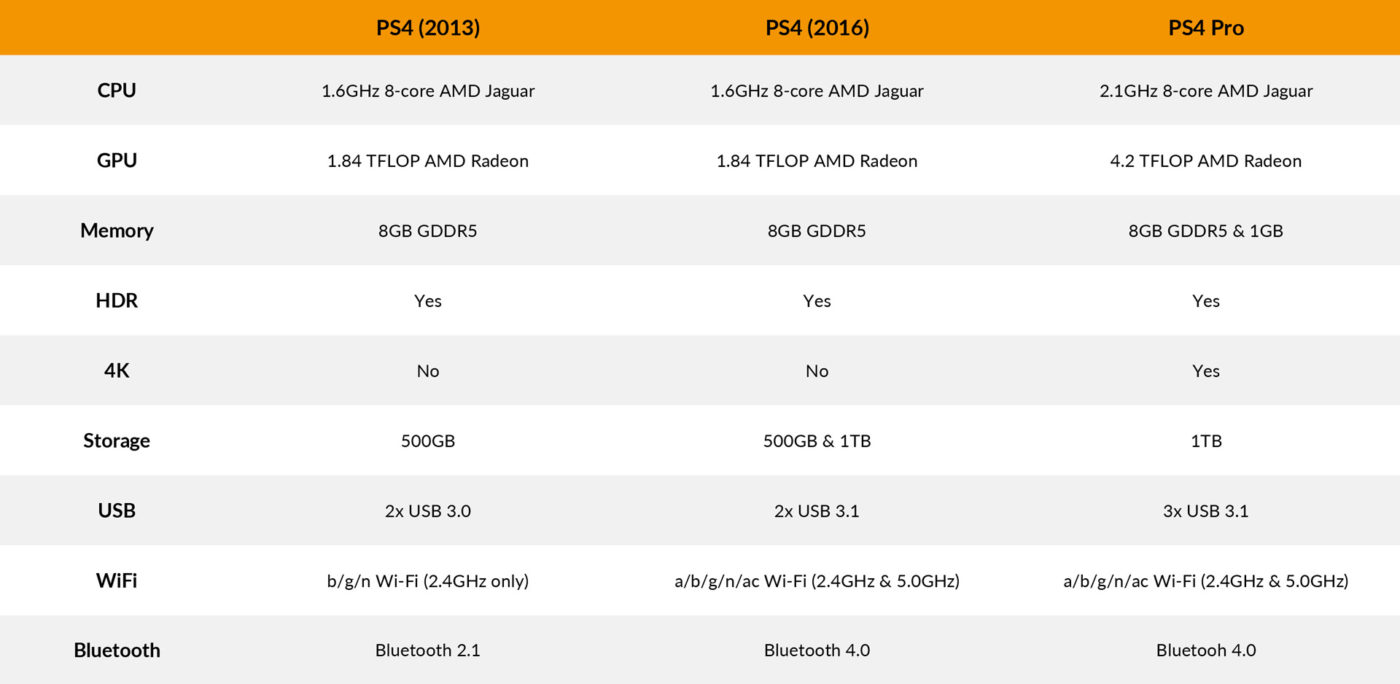 PS4 (2013) PS4 (2016) PS4 Pro
CPU 1.6GHz 8-core AMD Jaguar 1.6GHz 8-core AMD Jaguar 2.1GHz 8-core AMD Jaguar
GPU 1.84 TFLOP AMD Radeon 1.84 TFLOP AMD Radeon 4.2 TFLOP AMD Radeon
Memory 8GB GDDR5 8GB GDDR5 8GB GDDR5 & 1GB
HDR Yes Yes Yes
4K No No Yes
Storage 500GB 500GB & 1TB 1TB
USB 2x USB 3.0 2x USB 3.1 3x USB 3.1
WiFi b/g/n Wi-Fi (2.4GHz only) a/b/g/n/ac Wi-Fi (2.4GHz & 5.0GHz) a/b/g/n/ac Wi-Fi (2.4GHz & 5.0GHz)
Bluetooth Bluetooth 2.1 Bluetooth 4.0 Bluetooh 4.0